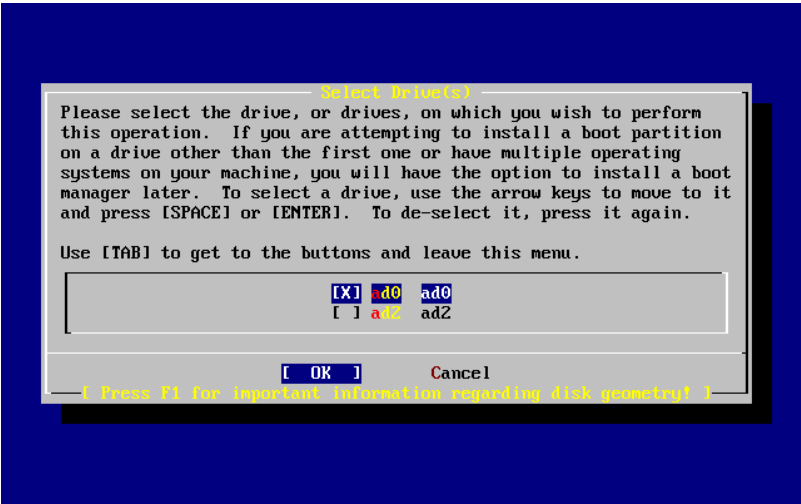 Select Drive(s)
Please select the drive, or drives, on which you wish to perform
this operation.  If you are attempting to install a boot partition
on a drive other than the first one or have multiple operating
systems on your machine, you will have the option to install a boot
manager later.  To select a drive, use the arrow keys to move to it
and press [SPACE] or [ENTER].  To de-select it, press it again.
Use [TAB] to get to the buttons and leave this menu.
[X] ad0  ad0
[ ] ad2  ad2
[  OK  ]       Cancel
[ Press F1 for important information regarding disk geometry! ]